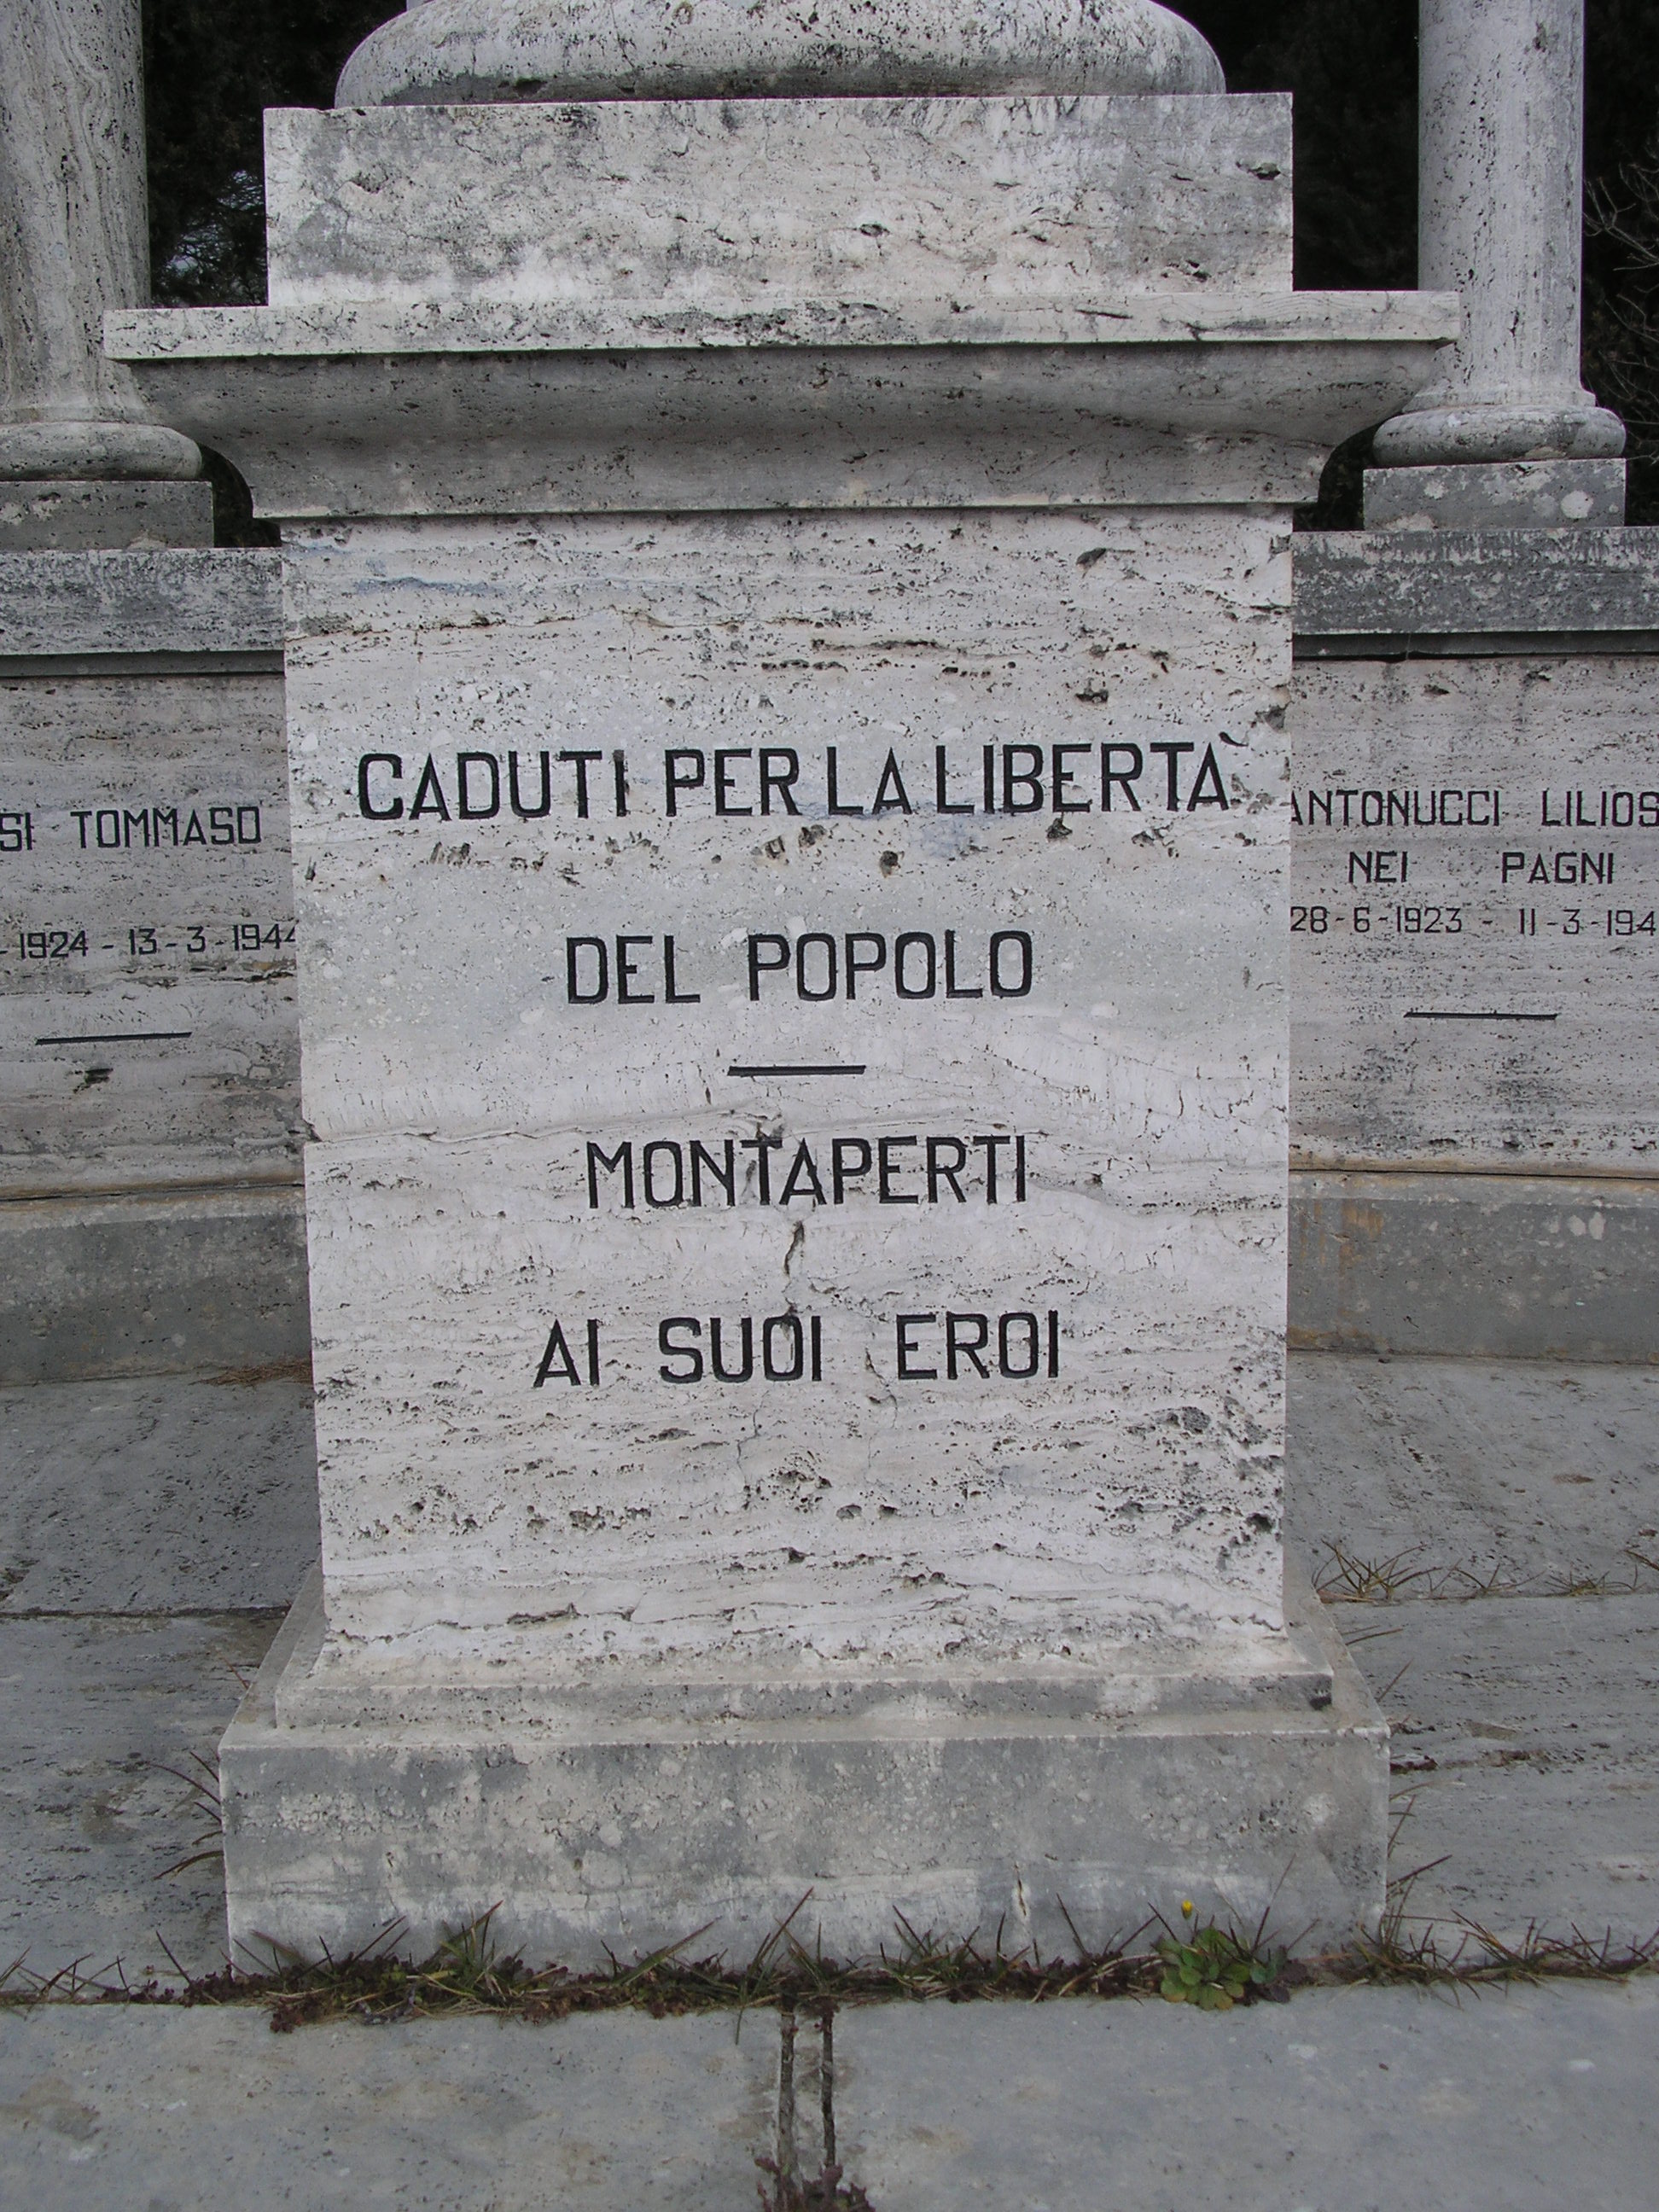 CADUTI PER LA LIBERTÀ
DEL POPOLO
MONTAPERTI
AI SUOI EROI
TOMMASO
1924 - 13-3-1944
ANTONUCCI
NEI PAGNI
28-6-1923 - 11-3-194